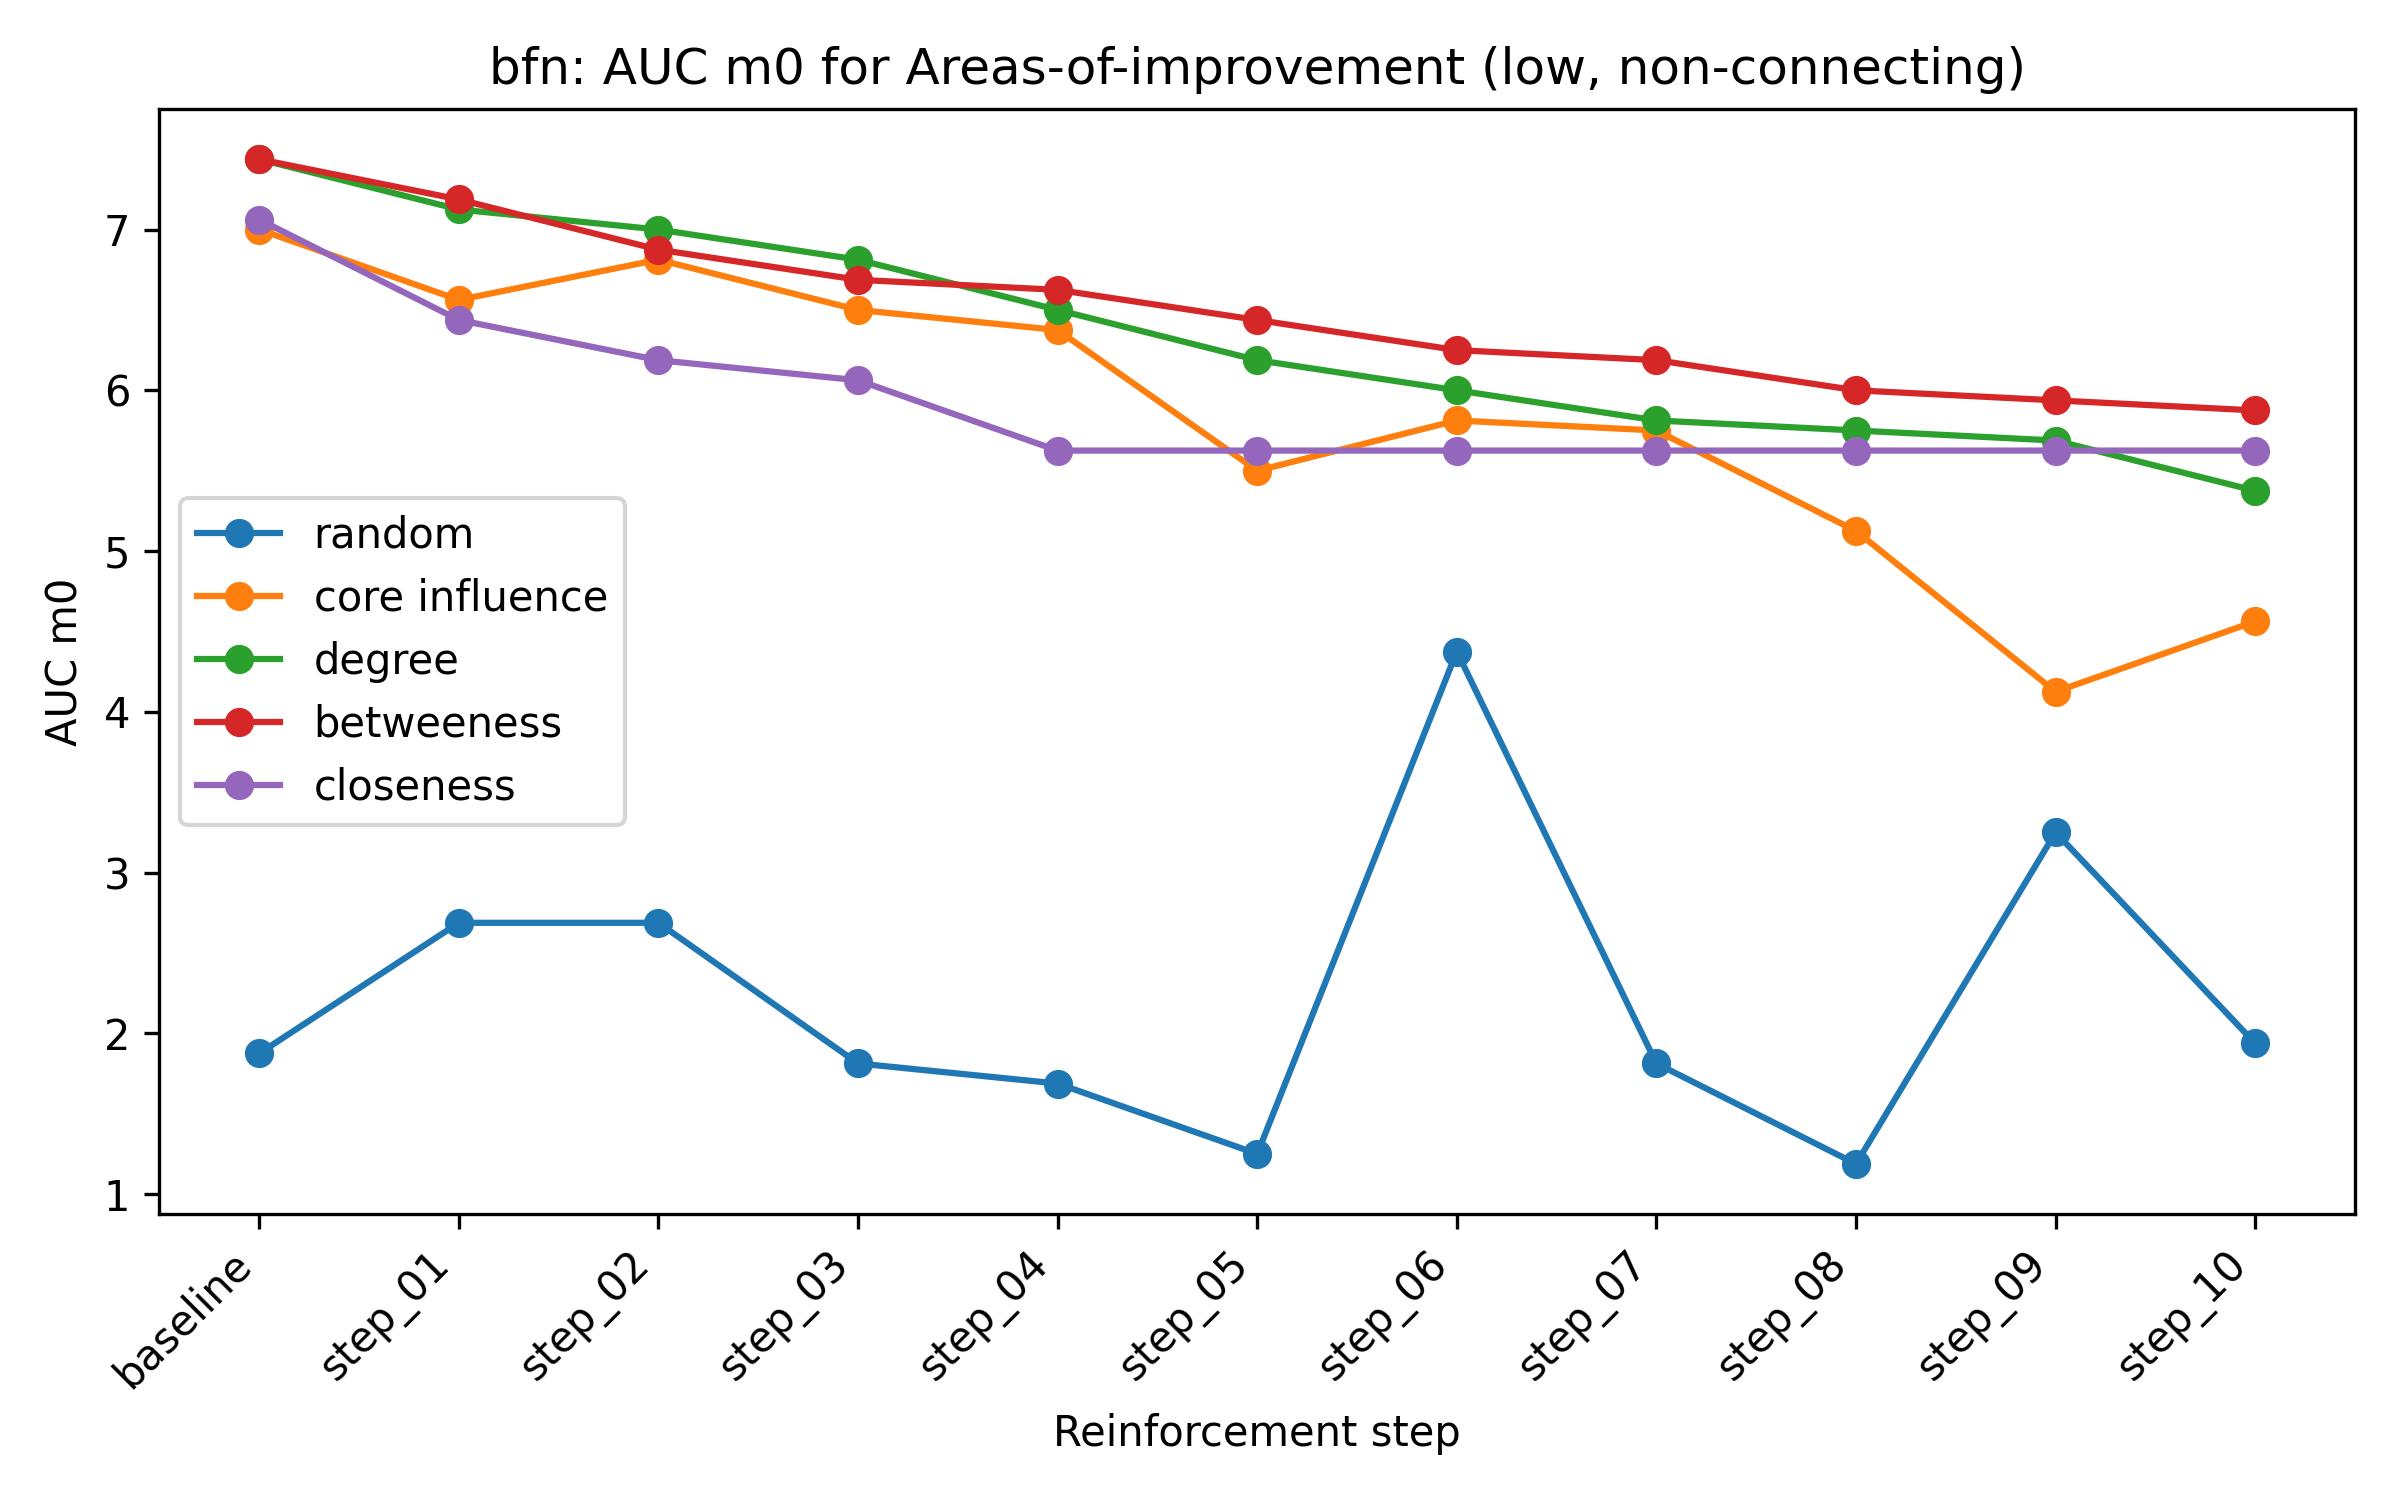 bfn: AUC m0 for Areas-of-improvement (low, non-connecting)
AUC m0
7
6
5
4
3
2
1
random
core influence
degree
betweeness
closeness
baseline
step_01
step_02
step_03
step_04
step_05
step_06
step_07
step_08
step_09
step_10
Reinforcement step